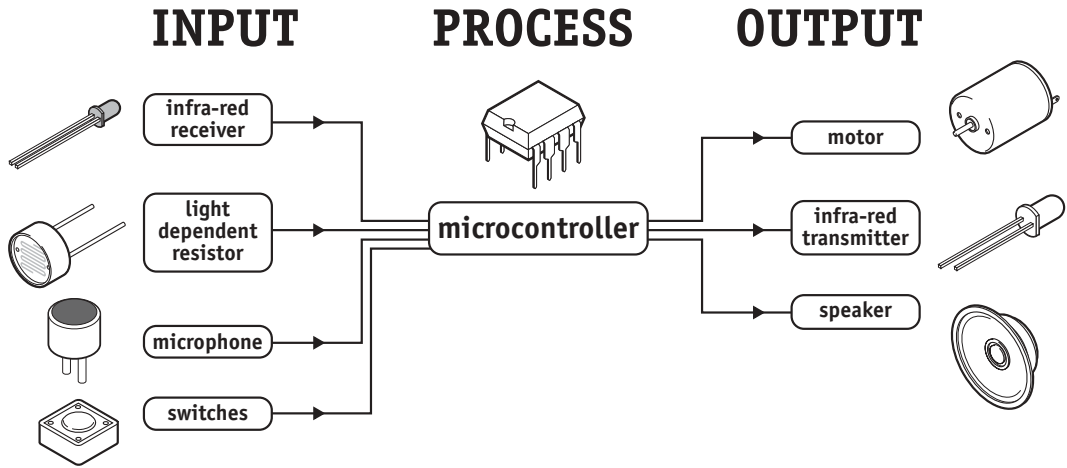 INPUT
PROCESS
OUTPUT
infra-red
receiver
light
dependent
resistor
microphone
switches
microcontroller
motor
infra-red
transmitter
speaker